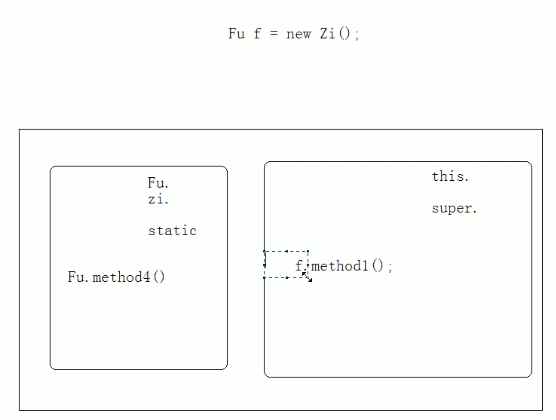 Fu f = new Zi();
Fu.
zi.
static
Fu.method4()
this.
super.
f.method1();